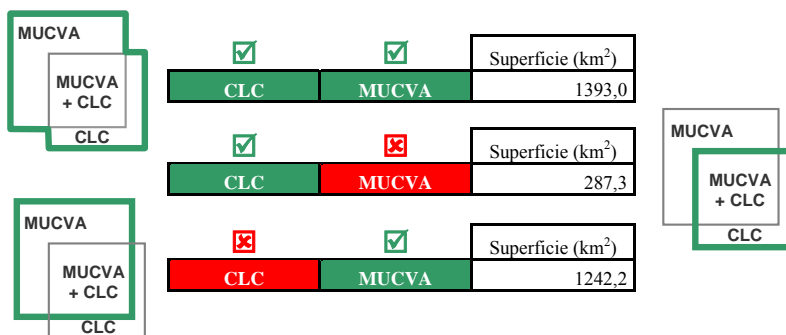 MUCVA
MUCVA
+ CLC
CLC
Superficie (km²)
CLC MUCVA 1393,0
Superficie (km²)
CLC MUCVA 287,3
MUCVA
MUCVA
+ CLC
CLC
MUCVA
MUCVA
+ CLC
CLC
Superficie (km²)
CLC MUCVA 1242,2